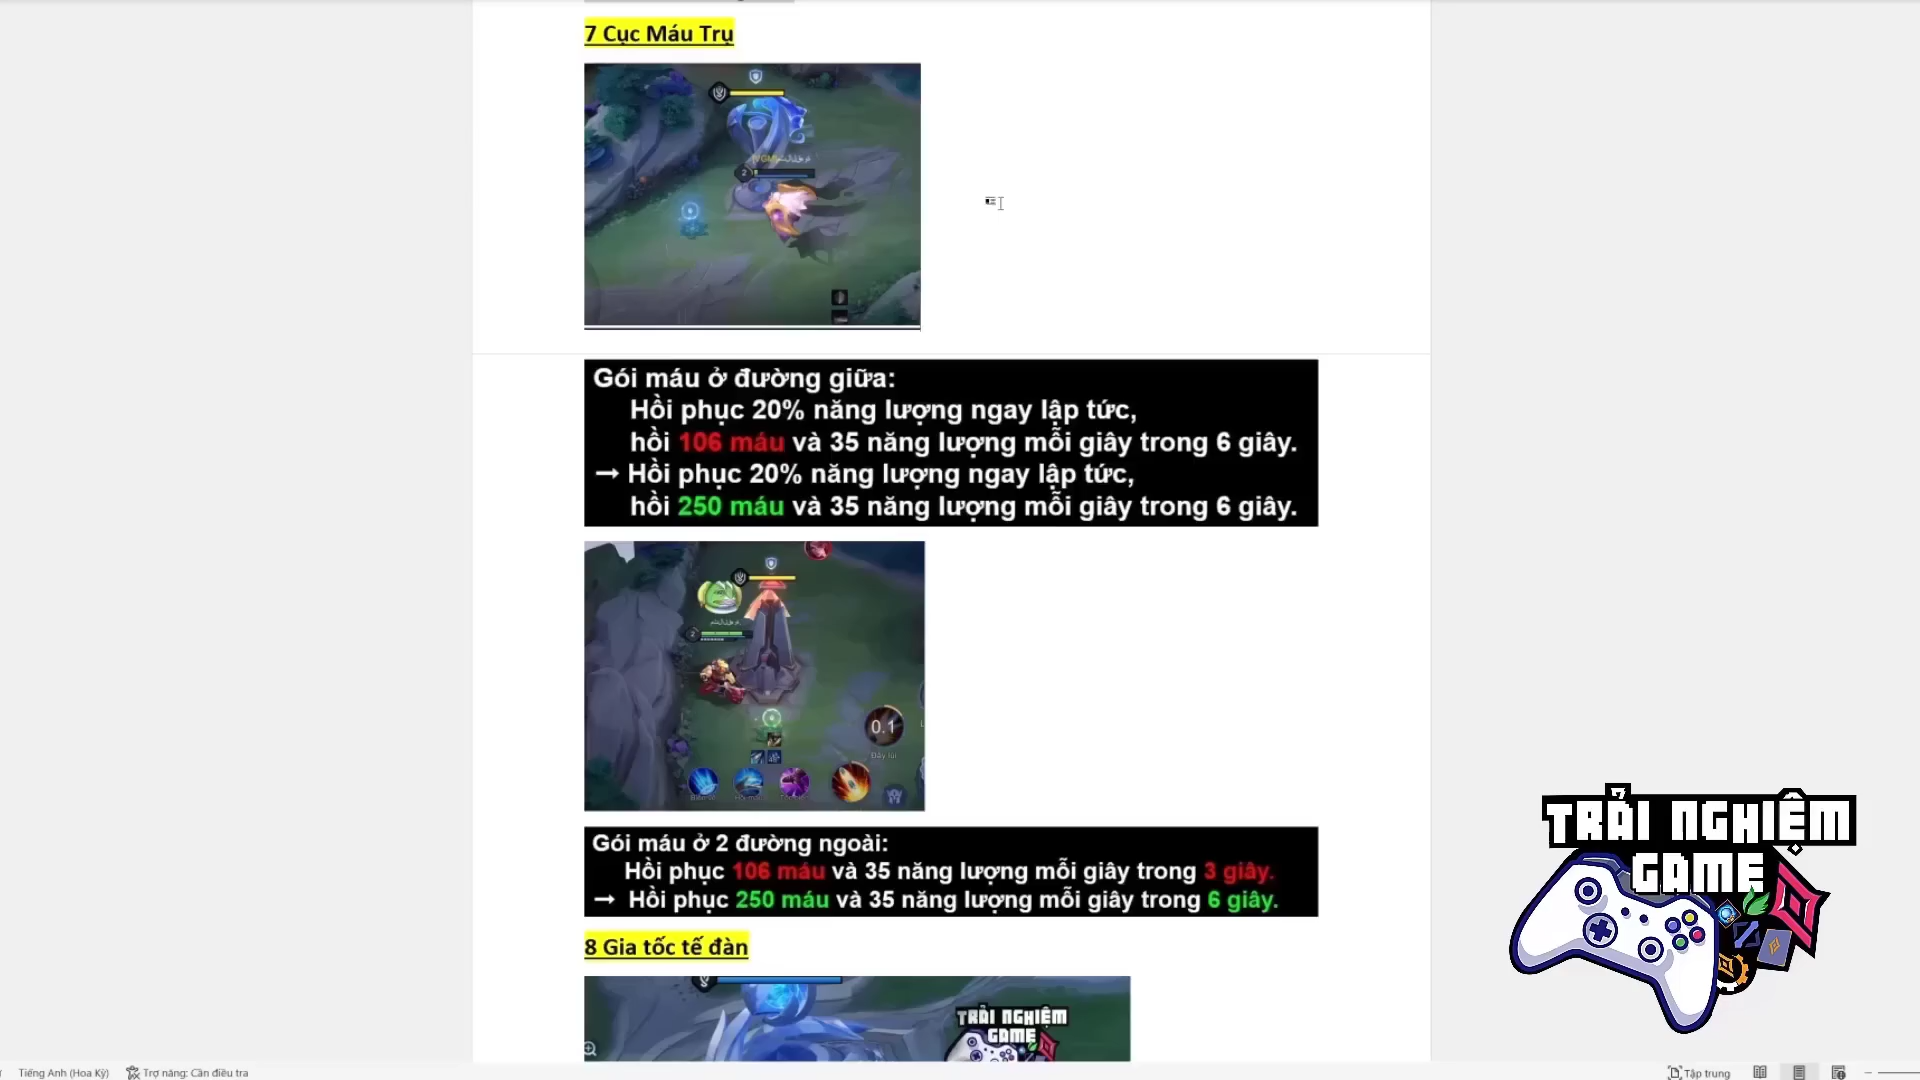 7 Cục Máu Trụ
2
Gói máu ở đường giữa:
Hồi phục 20% năng lượng ngay lập tức,
hồi 106 máu và 35 năng lượng mỗi giây trong 6 giây.
→ Hồi phục 20% năng lượng ngay lập tức,
hồi 250 máu và 35 năng lượng mỗi giây trong 6 giây.
2
0.1
Đẩy lùi
Gói máu ở 2 đường ngoài:
Hồi phục 106 máu và 35 năng lượng mỗi giây trong 3 giây.
→ Hồi phục 250 máu và 35 năng lượng mỗi giây trong 6 giây.
TRẢI NGHIỆM
GAME
8 Gia tốc tế đàn
TRẢI NGHIỆM
GAME
Tiếng Anh (Hoa Kỳ)
Trợ năng: Cần điều tra
Tập trung